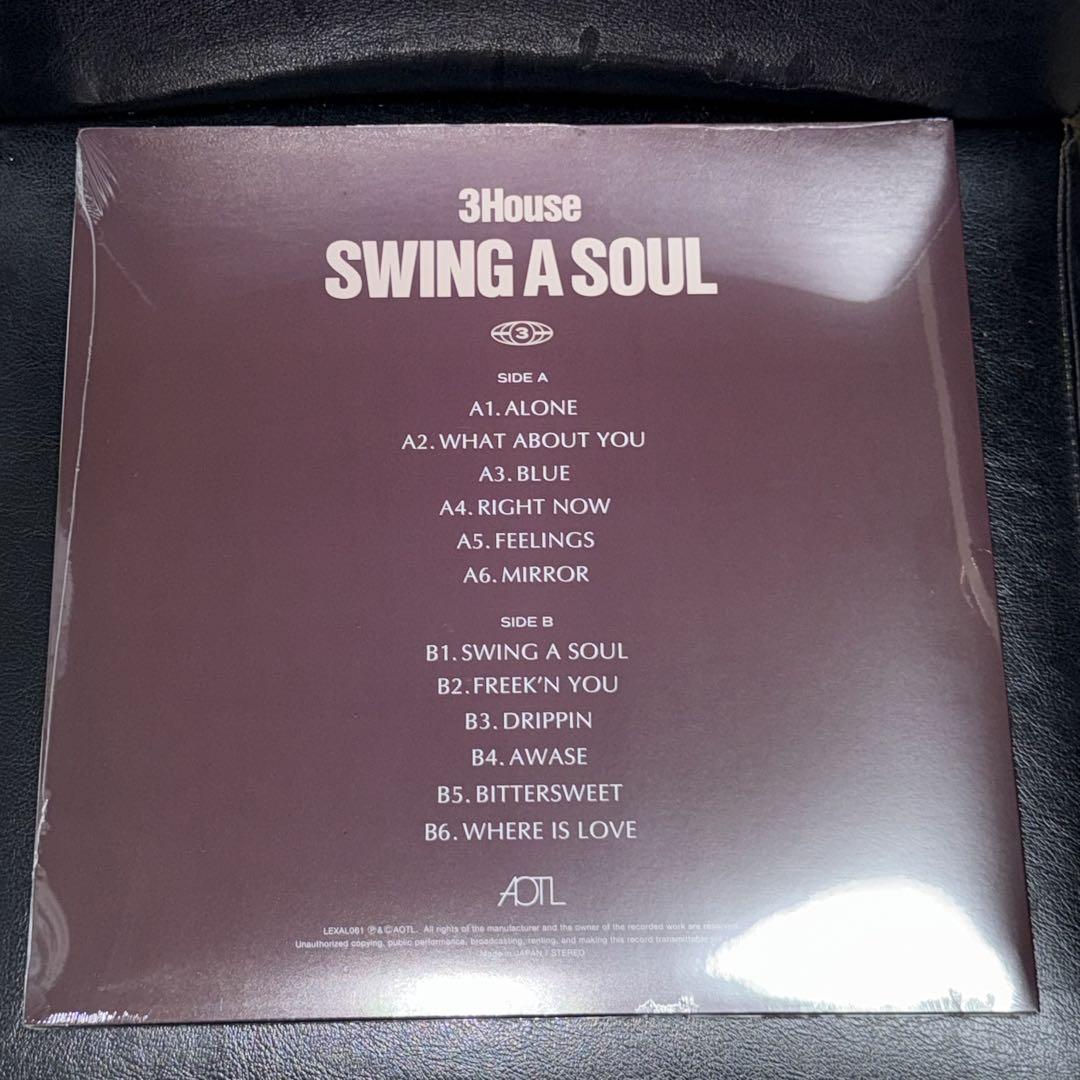 3House
SWING A SOUL
3
SIDE A
A1. ALONE
A2. WHAT ABOUT YOU
A3. BLUE
A4. RIGHT NOW
A5. FEELINGS
A6. MIRROR
SIDE B
B1. SWING A SOUL
B2. FREEK'N YOU
B3. DRIPPIN
B4. AWASE
B5. BITTERSWEET
B6. WHERE IS LOVE
AOTL
LEXAL061 ℗&©AOTL. All rights of the manufacturer and the owner of the recorded work are
Unauthorized copying, public performance, broadcasting, renting, and making this record transmittable
Made in JAPAN / STEREO